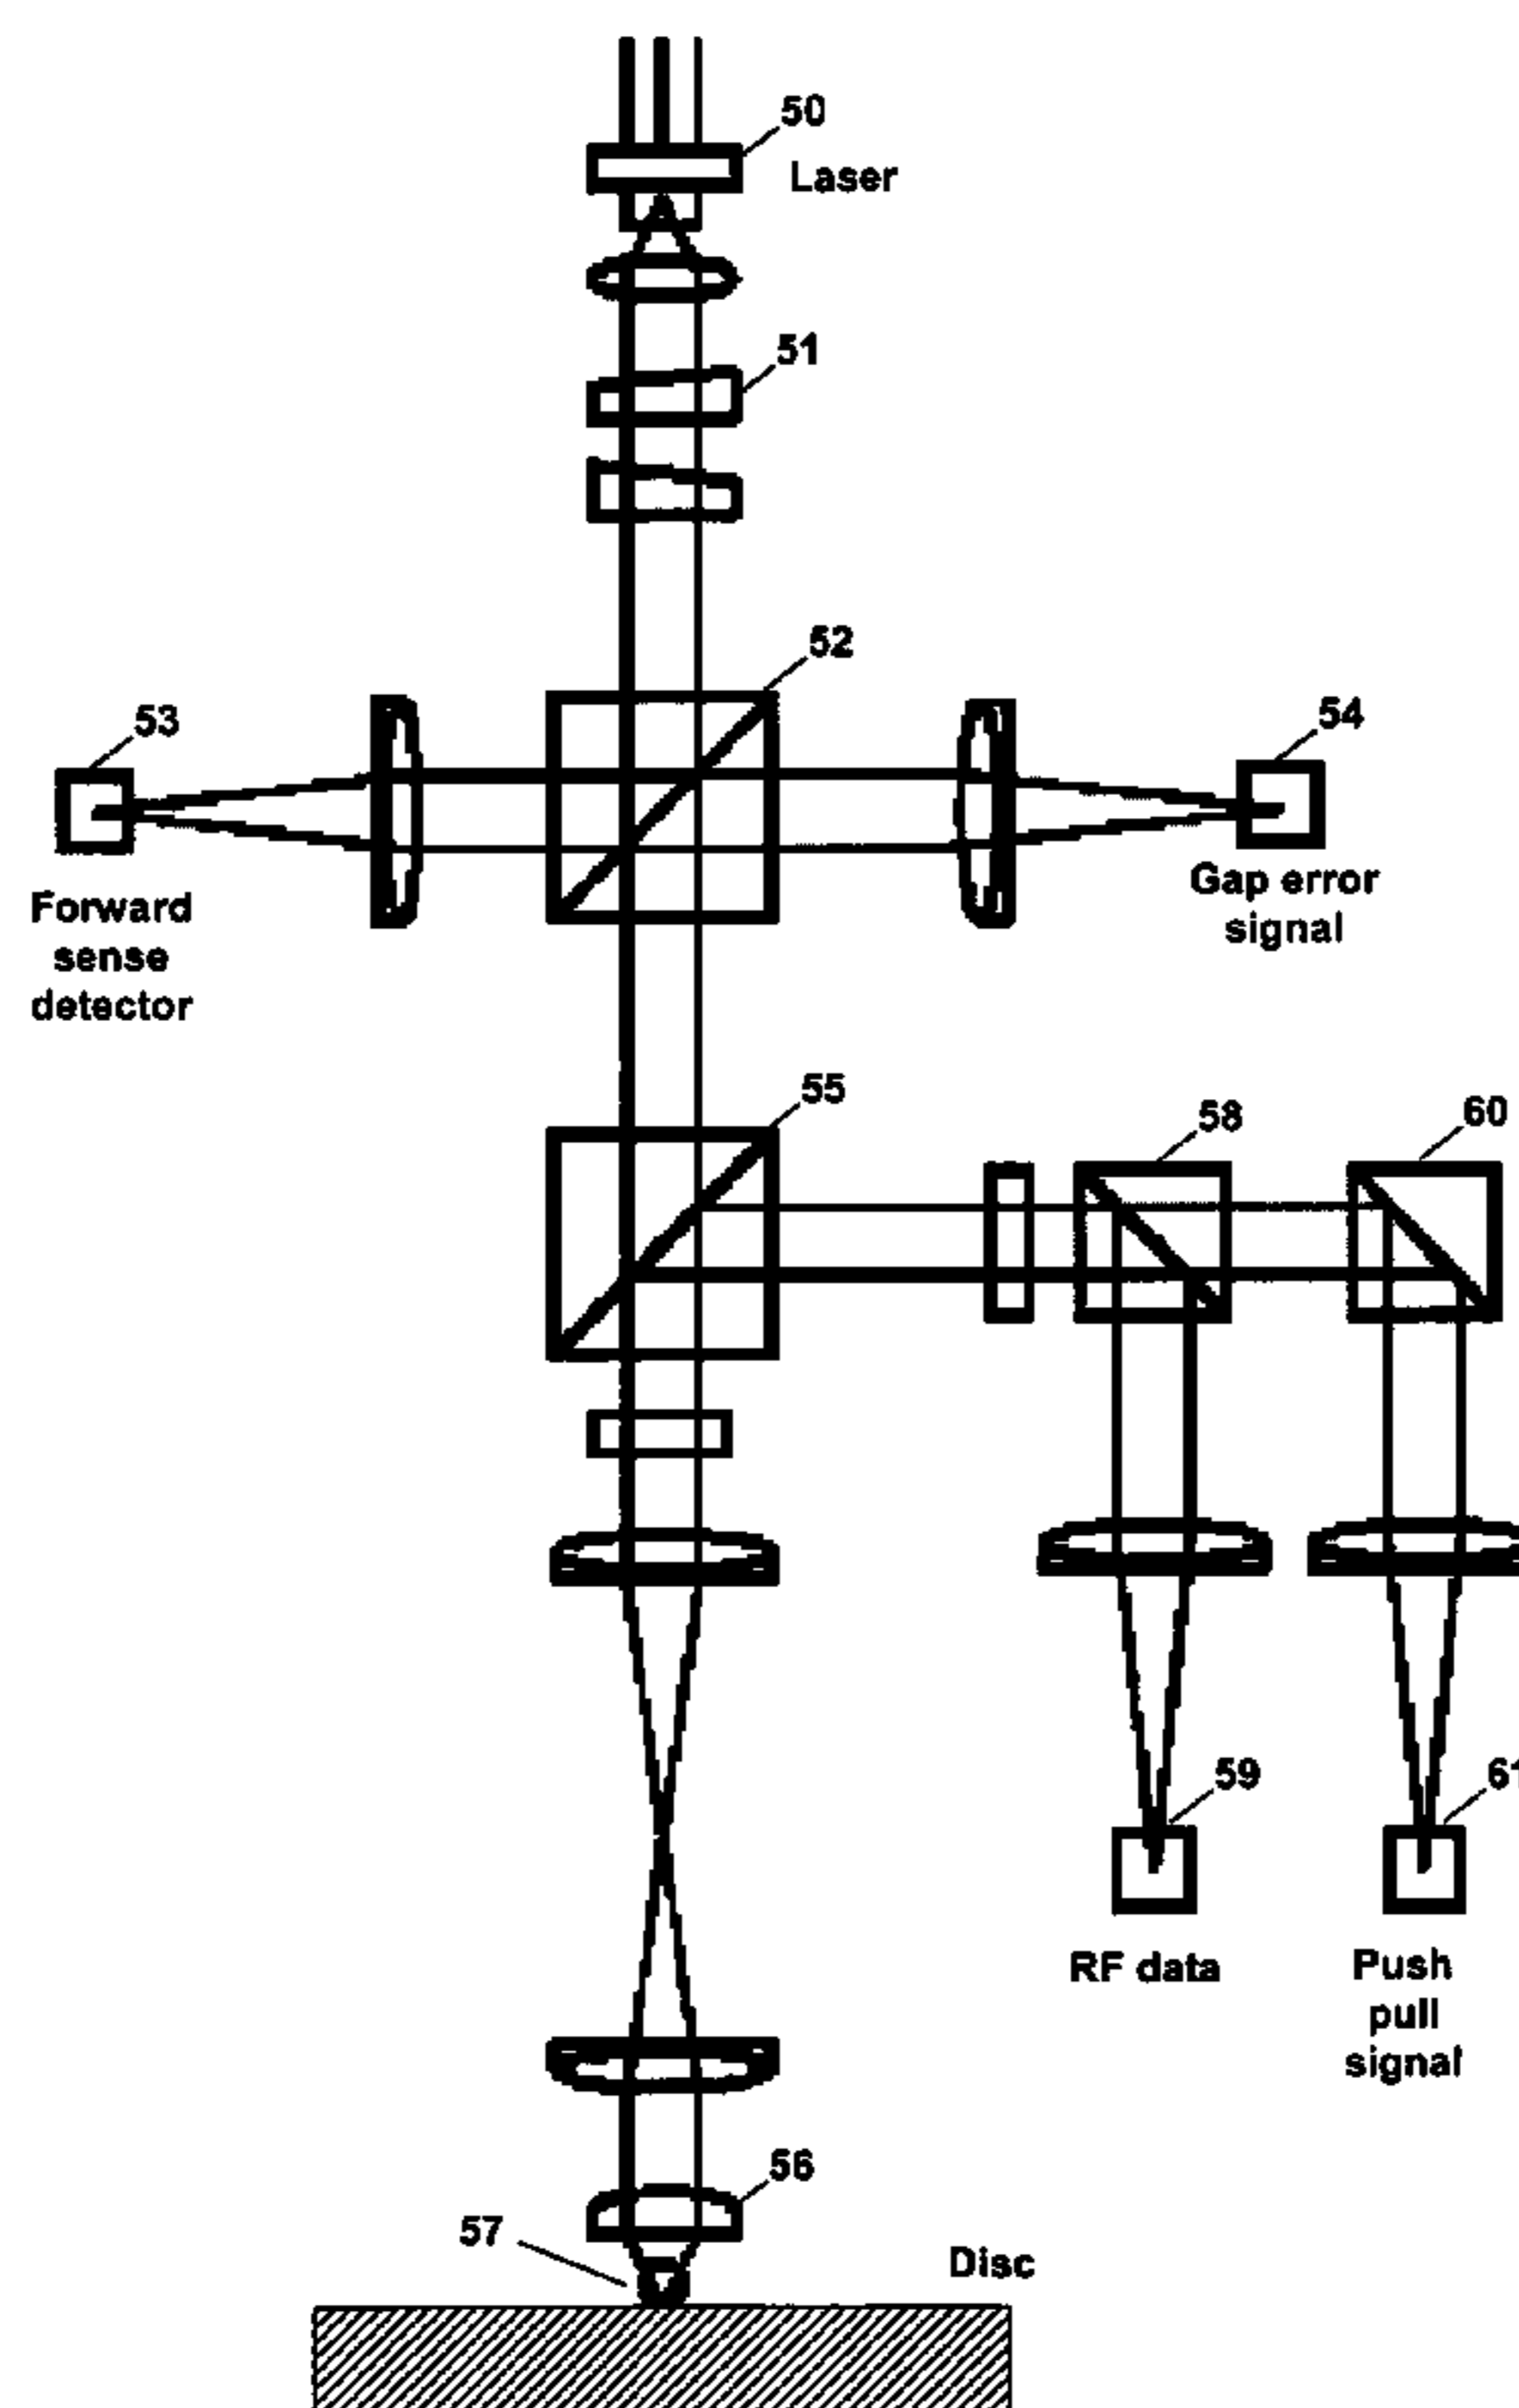 50
Laser
51
52
53
54
Forward
sense
detector
Gap error
signal
55
58
60
59
61
RF data
Push
pull
signal
56
57
Disc